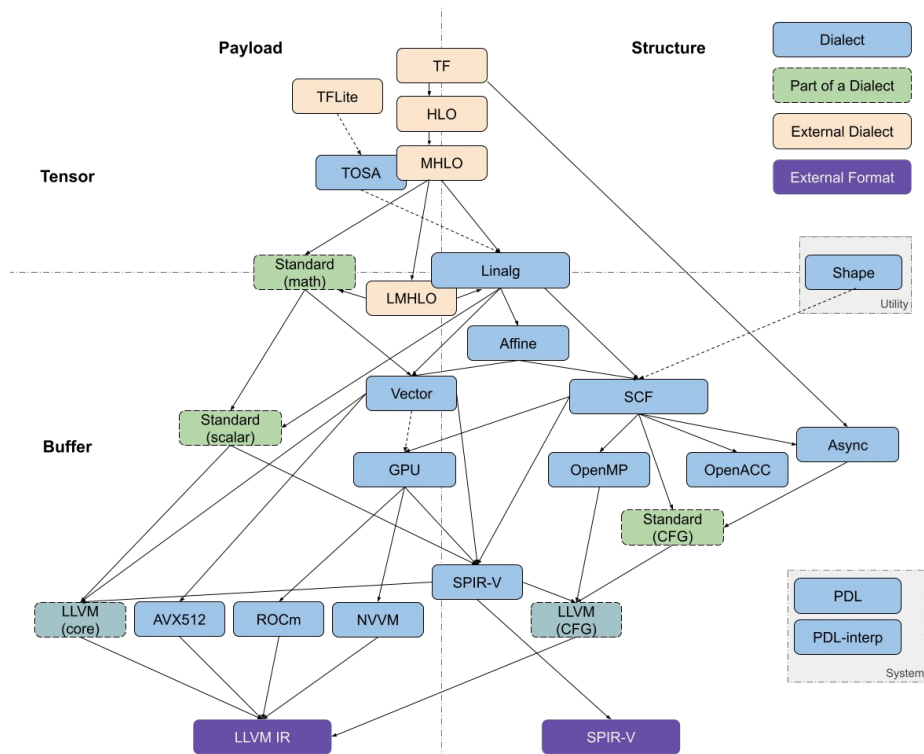 Payload
Structure
TF
Dialect
TFLite
Part of a Dialect
HLO
External Dialect
MHLO
TOSA
Tensor
External Format
Standard
(math)
Linalg
Shape
LMHLO
Utility
Affine
Vector
SCF
Standard
(scalar)
Buffer
Async
GPU
OpenMP
OpenACC
Standard
(CFG)
SPIR-V
PDL
LLVM
(core)
AVX512
ROCm
NVVM
LLVM
(CFG)
PDL-interp
System
LLVM IR
SPIR-V